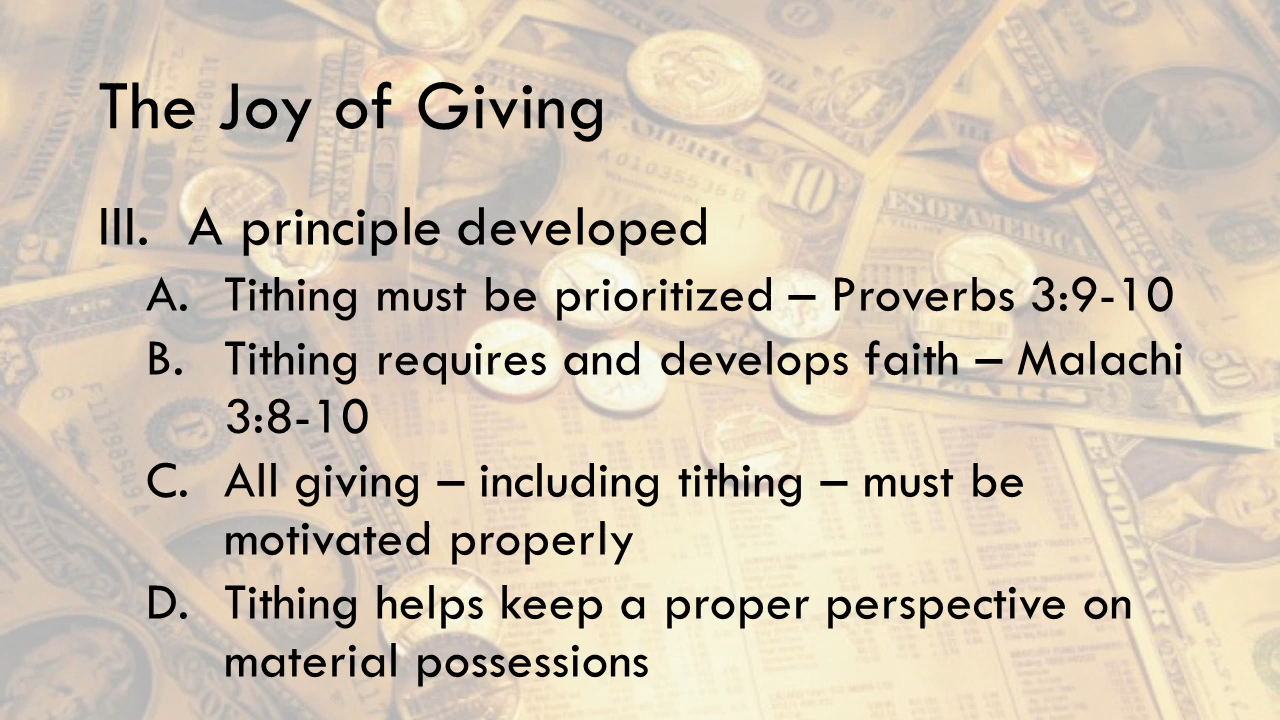 The Joy of Giving
III. A principle developed
A. Tithing must be prioritized – Proverbs 3:9-10
B. Tithing requires and develops faith – Malachi
3:8-10
C. All giving – including tithing – must be
motivated properly
D. Tithing helps keep a proper perspective on
material possessions